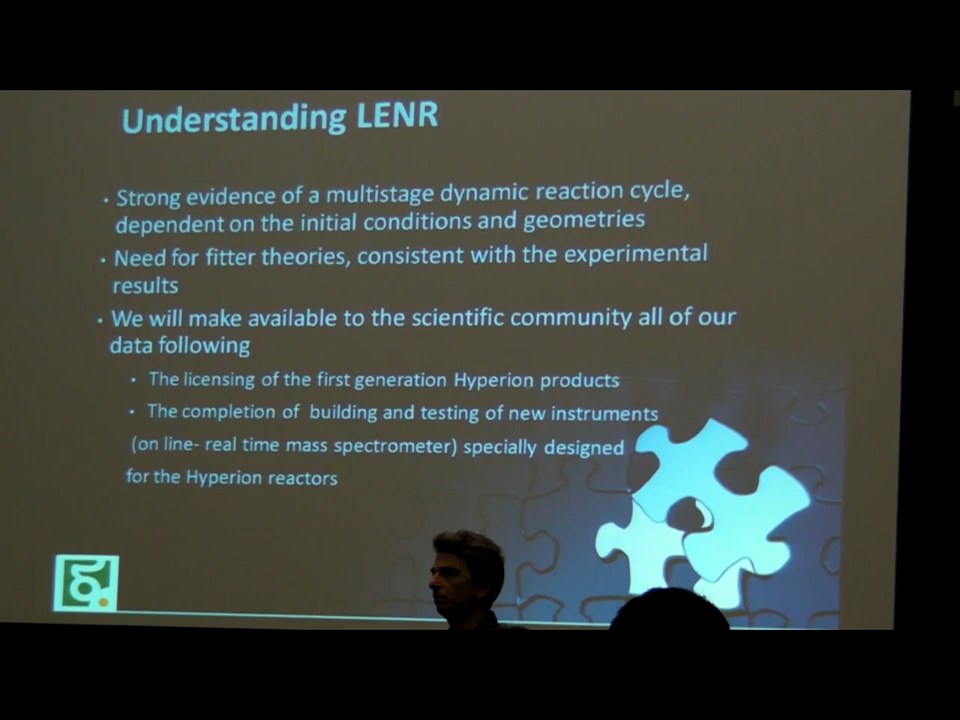 Understanding LENR
• Strong evidence of a multistage dynamic reaction cycle,
dependent on the initial conditions and geometries
• Need for fitter theories, consistent with the experimental
results
• We will make available to the scientific community all of our
data following
• The licensing of the first generation Hyperion products
• The completion of building and testing of new instruments
(on line- real time mass spectrometer) specially designed
for the Hyperion reactors